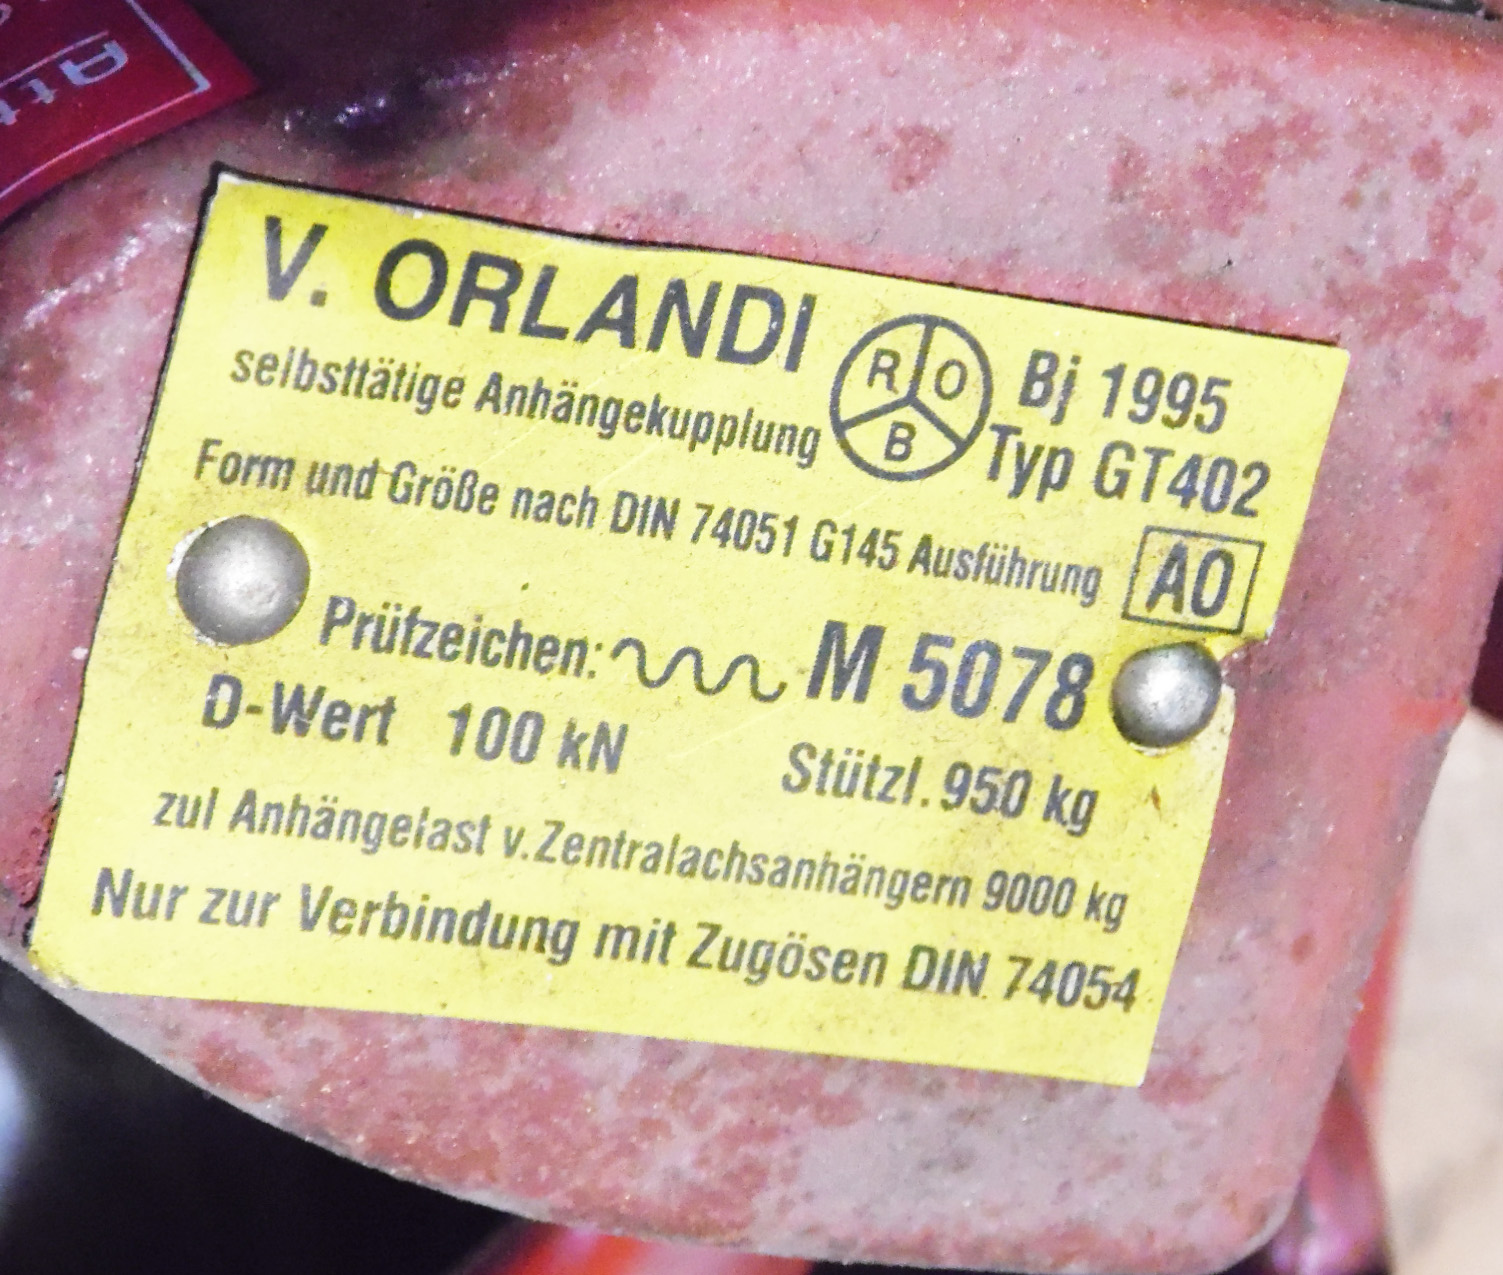 Att
V. ORLANDI
R O B
Bj 1995
selbsttätige Anhängekupplung
Typ GT402
Form und Größe nach DIN 74051 G145 Ausführung
A0
Prüfzeichen: M 5078
D-Wert 100 kN Stützl. 950 kg
zul Anhängelast v. Zentralachsanhängern 9000 kg
Nur zur Verbindung mit Zugösen DIN 74054